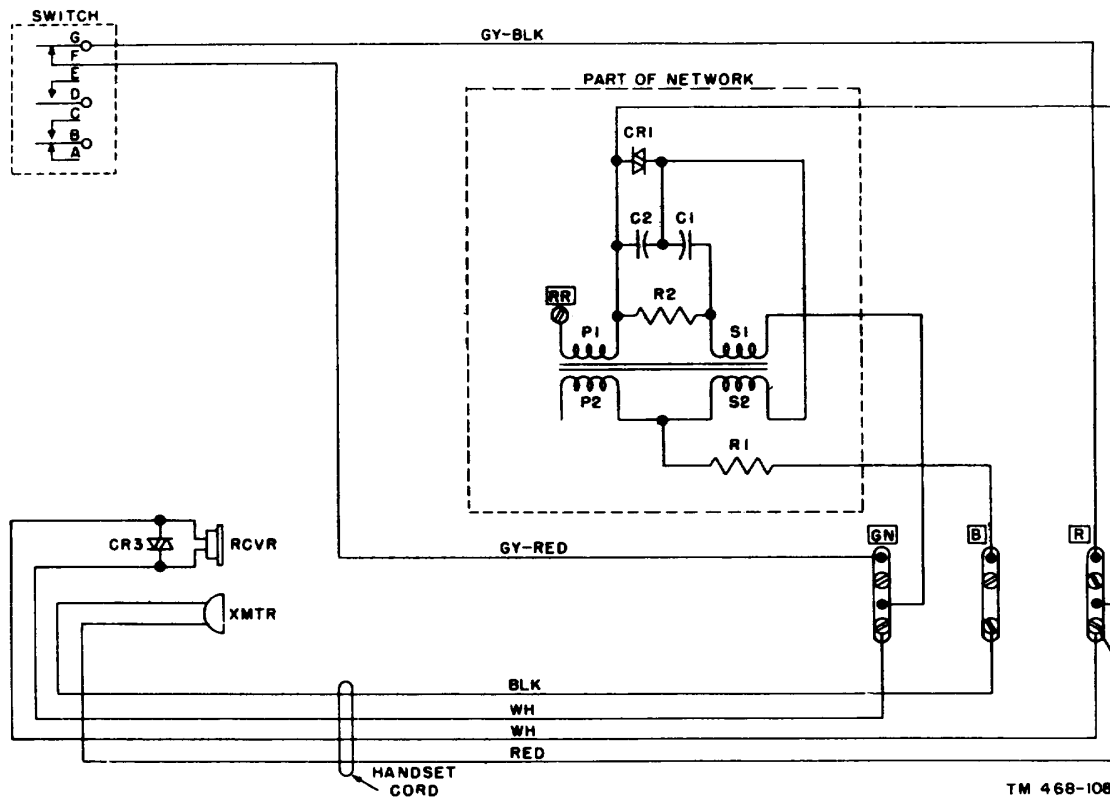 SWITCH
G
F
E
D
C
B
A
GY-BLK
PART OF NETWORK
CR1
C2 C1
RR
R2
P1 S1
P2 S2
R1
CR3 RCVR
GY-RED
GN B R
XMTR
BLK
WH
WH
RED
HANDSET
CORD
TM 468-108